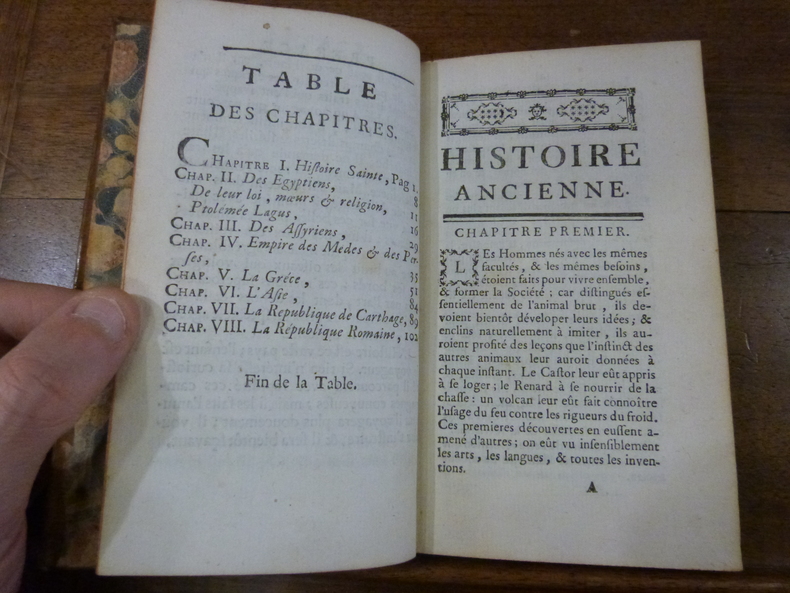 TABLE
DES CHAPITRES.
CHAPITRE I. Histoire Sainte, Pag 1.
CHAP. II. Des Egyptiens, 8
De leur loi, mœurs & religion, 11
Ptolemée Lagus, 16
CHAP. III. Des Assyriens, 29
CHAP. IV. Empire des Medes & des Per-
ses, 35
CHAP. V. La Gréce, 51
CHAP. VI. L'Asie, 84
CHAP. VII. La Republique de Carthage, 89
CHAP. VIII. La République Romaine, 102
Fin de la Table.
HISTOIRE
ANCIENNE.
CHAPITRE PREMIER.
LEs Hommes nés avec les mêmes
facultés, & les mêmes besoins,
étoient faits pour vivre ensemble,
& former la Société; car distingués es-
sentiellement de l'animal brut, ils de-
voient bientôt déveloper leurs idées; &
enclins naturellement à imiter, ils au-
roient profité des leçons que l'instinct des
autres animaux leur auroit données à
chaque instant. Le Castor leur eût appris
à se loger; le Renard à se nourrir de la
chasse: un volcan leur eût fait connoître
l'usage du feu contre les rigueurs du froid.
Ces premieres découvertes en eussent a-
mené d'autres; on eût vu insensiblement
les arts, les langues, & toutes les inven-
tions.
A